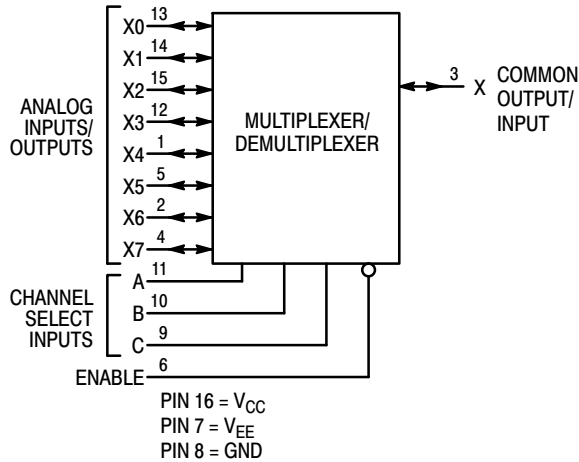 X0 13
X1 14
X2 15
X3 12
X4 1
X5 5
X6 2
X7 4
ANALOG
INPUTS/
OUTPUTS
MULTIPLEXER/
DEMULTIPLEXER
3 X COMMON
OUTPUT/
INPUT
A 11
B 10
C 9
CHANNEL
SELECT
INPUTS
ENABLE 6
PIN 16 = VCC
PIN 7 = VEE
PIN 8 = GND